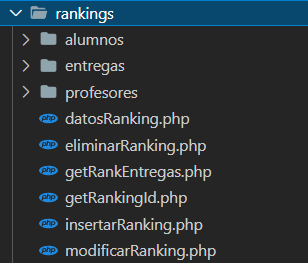 rankings
alumnos
entregas
profesores
datosRanking.php
eliminarRanking.php
getRankEntregas.php
getRankingId.php
insertarRanking.php
modificarRanking.php